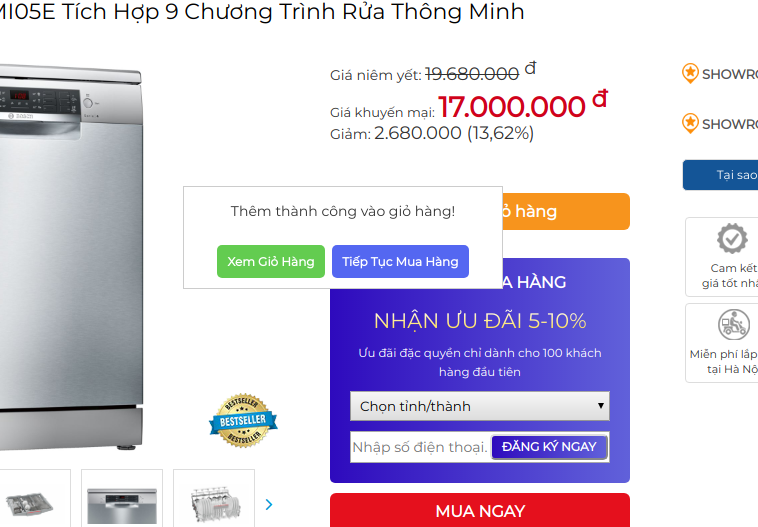 MI05E Tích Hợp 9 Chương Trình Rửa Thông Minh
Giá niêm yết: 19.680.000 đ
Giá khuyến mại: 17.000.000 đ
Giảm: 2.680.000 (13,62%)
SHOWRO
SHOWRO
Tại sao
Thêm thành công vào giỏ hàng!
Xem Giỏ Hàng
Tiếp Tục Mua Hàng
ỏ hàng
A HÀNG
NHẬN ƯU ĐÃI 5-10%
Ưu đãi đặc quyền chỉ dành cho 100 khách
hàng đầu tiên
Chọn tỉnh/thành
Nhập số điện thoại.
ĐĂNG KÝ NGAY
MUA NGAY
Cam kết
giá tốt nhấ
Miễn phí lắp
tại Hà Nộ
BOSCH
BESTSELLER
BESTSELLER
BESTSELLER